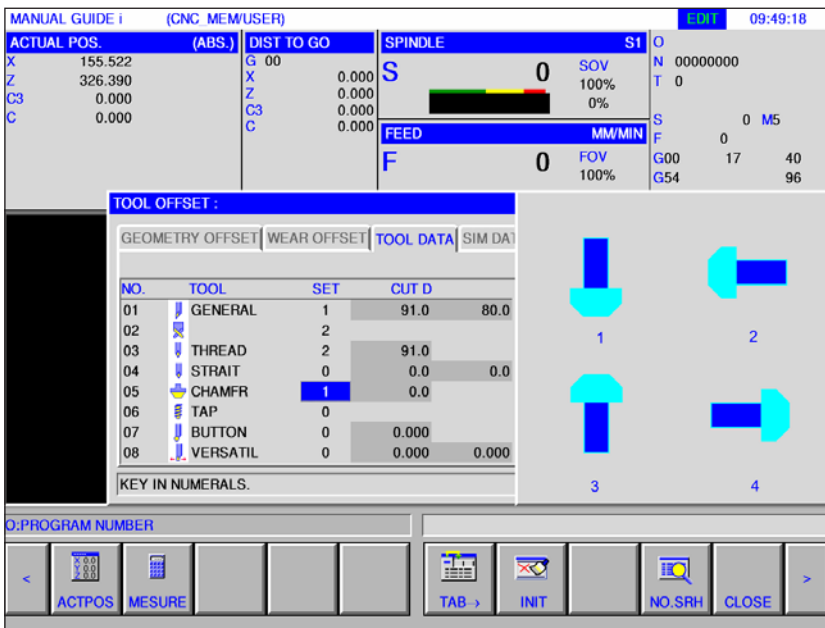 MANUAL GUIDE i (CNC_MEM/USER) EDIT 09:49:18
ACTUAL POS. (ABS.) DIST TO GO SPINDLE S1 O
X 155.522 G 00 S 0 SOV N 00000000
Z 326.390 X 0.000 100% T 0
C3 0.000 Z 0.000 0%
C 0.000 C3 0.000
C 0.000 S 0 M5
FEED MM/MIN F 0
F 0 FOV G00 17 40
100% G54 96
TOOL OFFSET :
GEOMETRY OFFSET WEAR OFFSET TOOL DATA SIM DAT
NO. TOOL SET CUT D
01 GENERAL 1 91.0 80.0
02 2
03 THREAD 2 91.0
04 STRAIT 0 0.0 0.0
05 CHAMFR 1 0.0
06 TAP 0
07 BUTTON 0 0.000
08 VERSATIL 0 0.000 0.000
1 2
3 4
KEY IN NUMERALS.
O:PROGRAM NUMBER
< ACTPOS MESURE TAB→ INIT NO.SRH CLOSE >